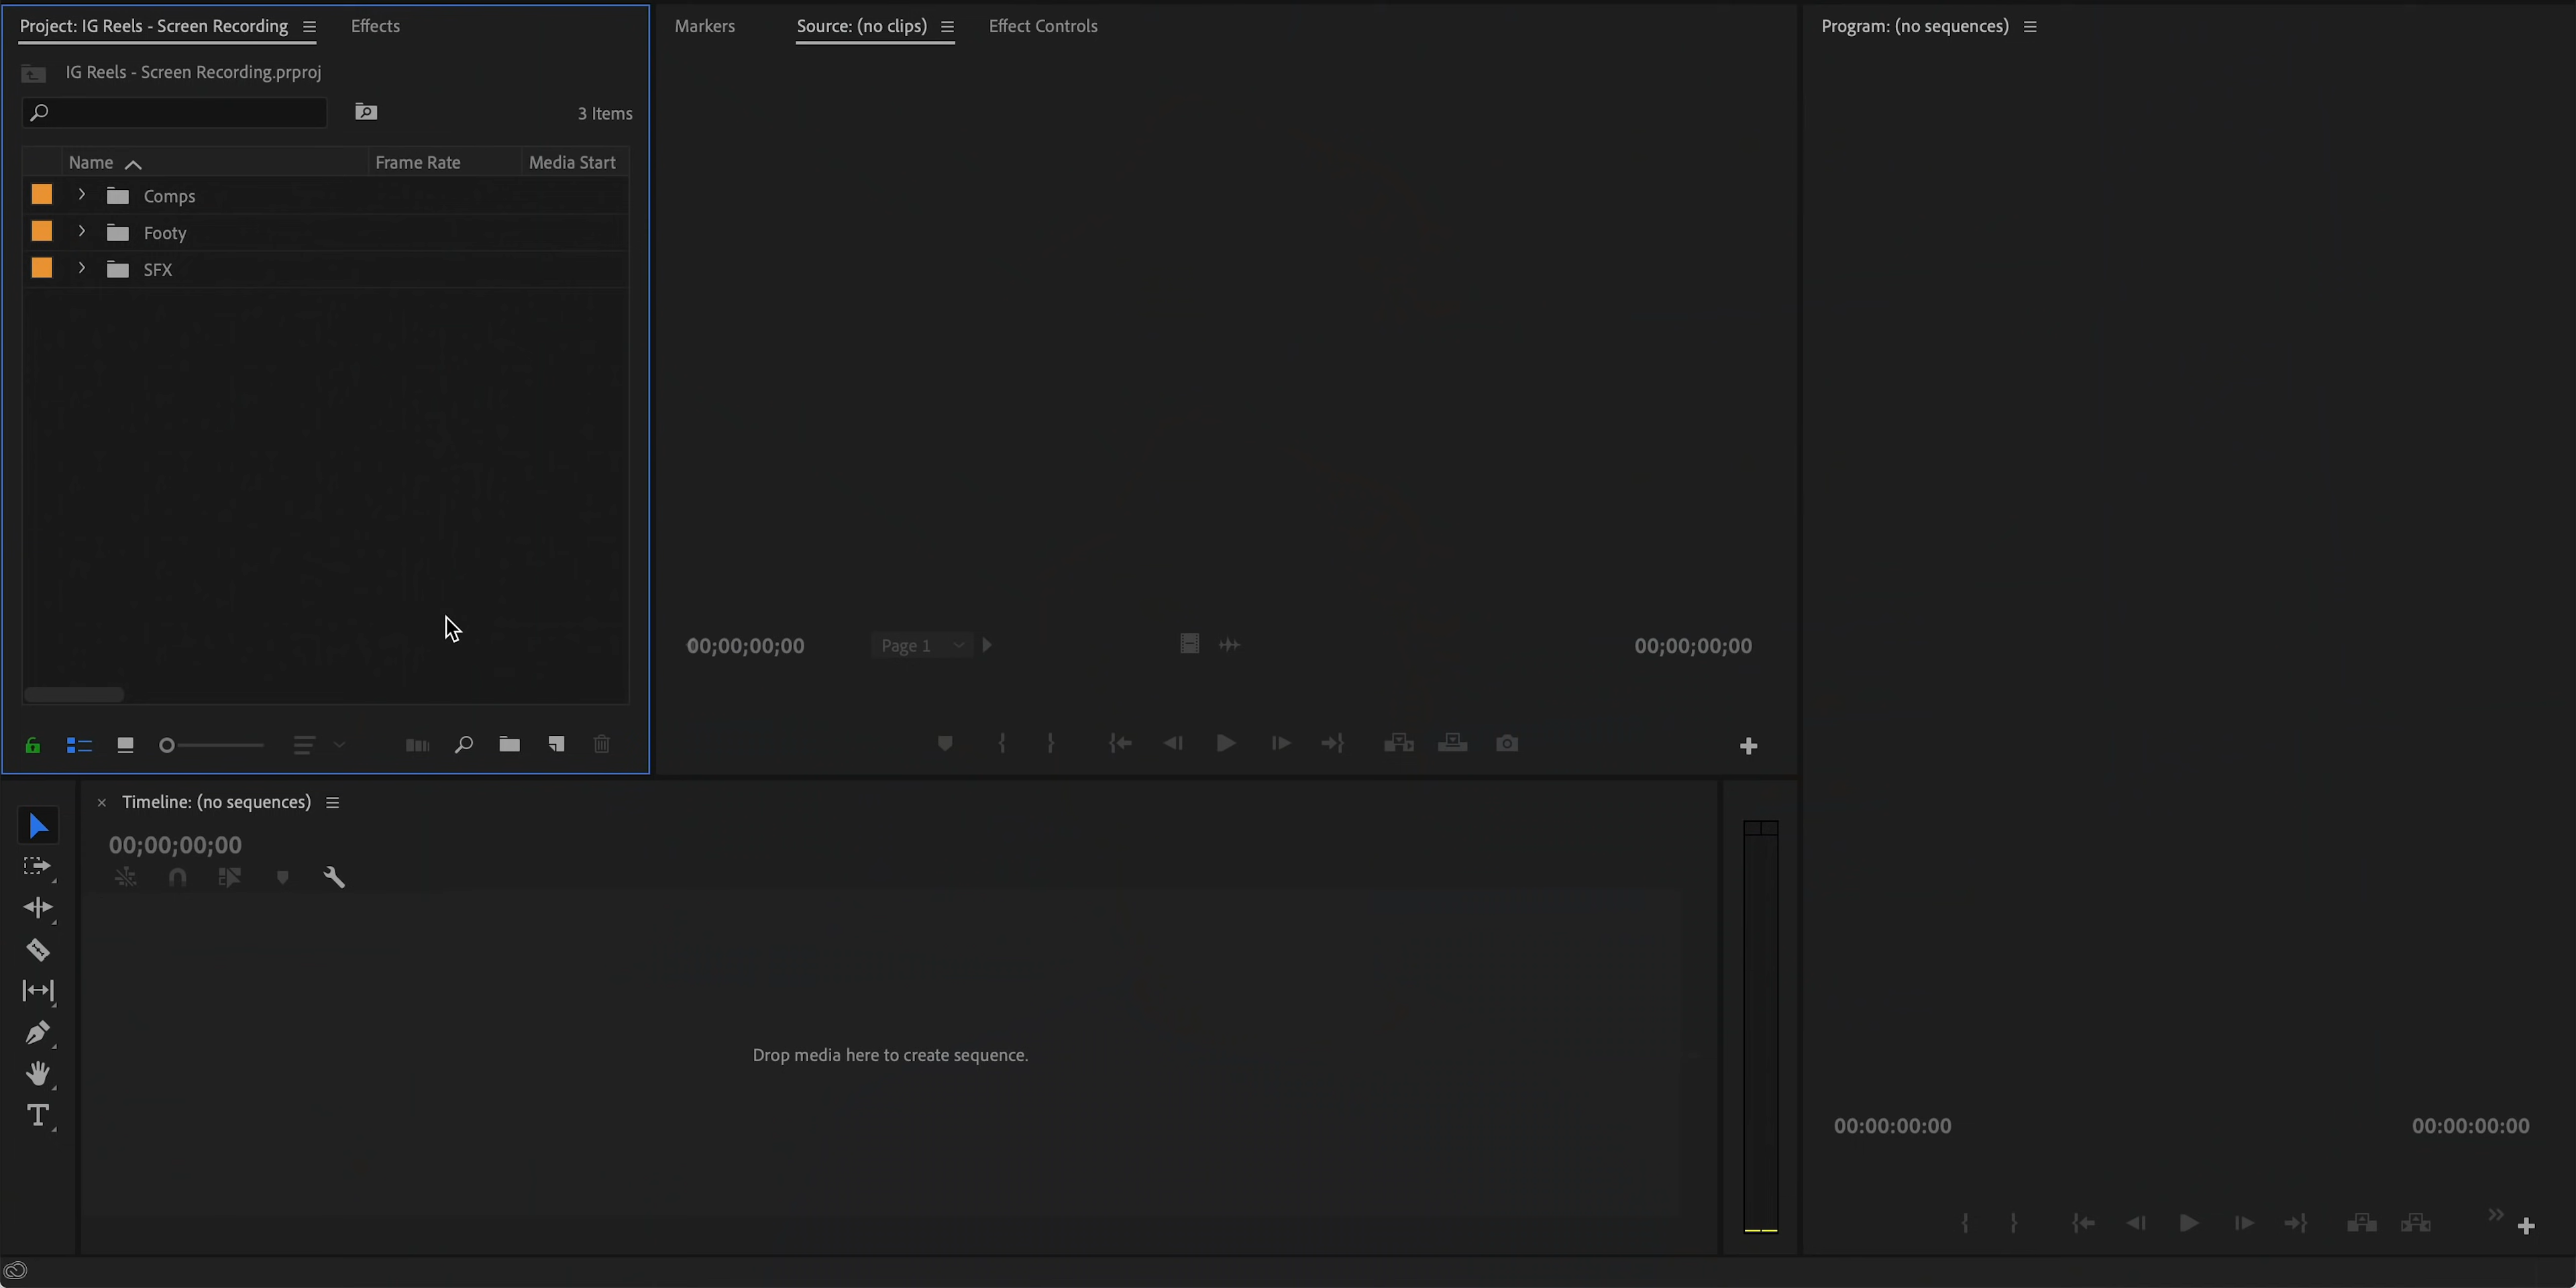 Project: IG Reels - Screen Recording
Effects
IG Reels - Screen Recording.prproj
3 Items
Name
Frame Rate
Media Start
Comps
Footy
SFX
Markers
Source: (no clips)
Effect Controls
00;00;00;00
Page 1
00;00;00;00
Program: (no sequences)
00:00:00:00
00:00:00:00
Timeline: (no sequences)
00;00;00;00
Drop media here to create sequence.